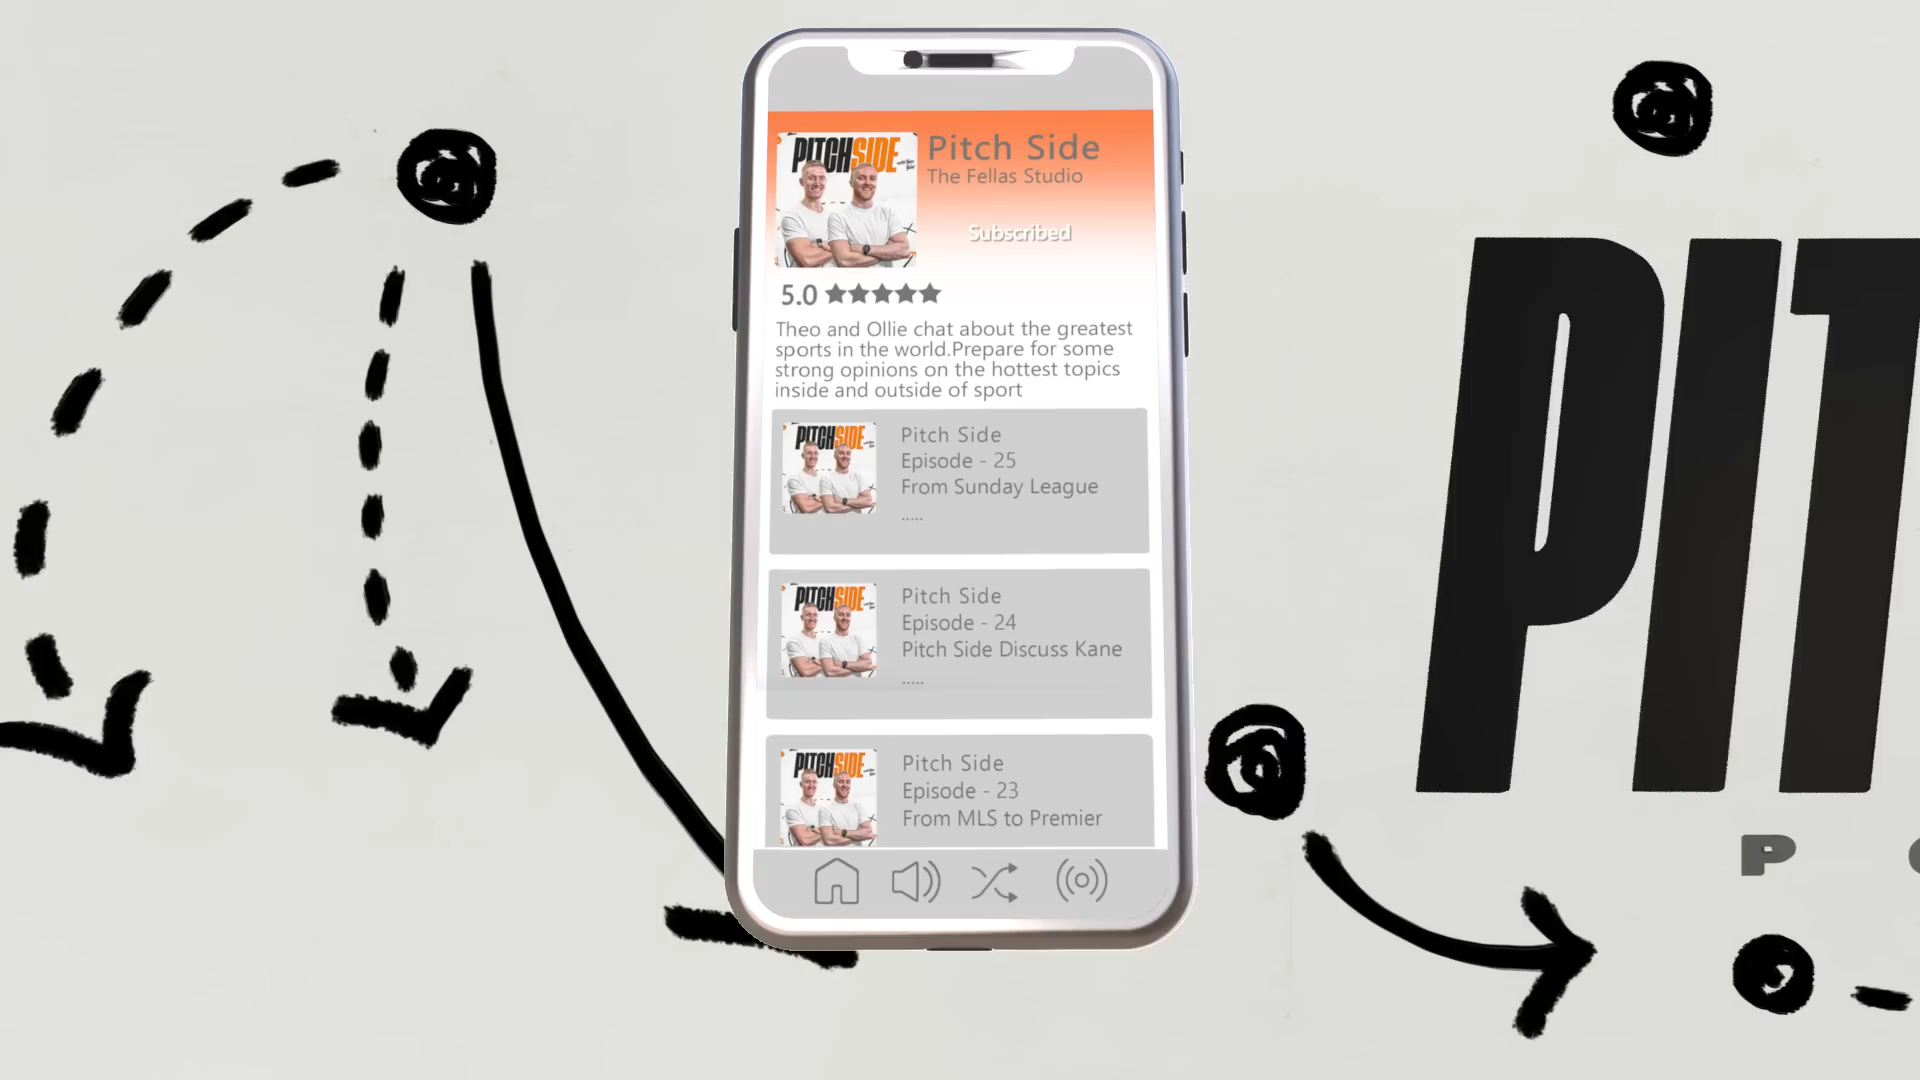 PITCHSIDE
Pitch Side
The Fellas Studio
Subscribed
5.0
Theo and Ollie chat about the greatest
sports in the world.Prepare for some
strong opinions on the hottest topics
inside and outside of sport
PITCHSIDE
Pitch Side
Episode - 25
From Sunday League
.....
PITCHSIDE
Pitch Side
Episode - 24
Pitch Side Discuss Kane
.....
PITCHSIDE
Pitch Side
Episode - 23
From MLS to Premier
PIT
P